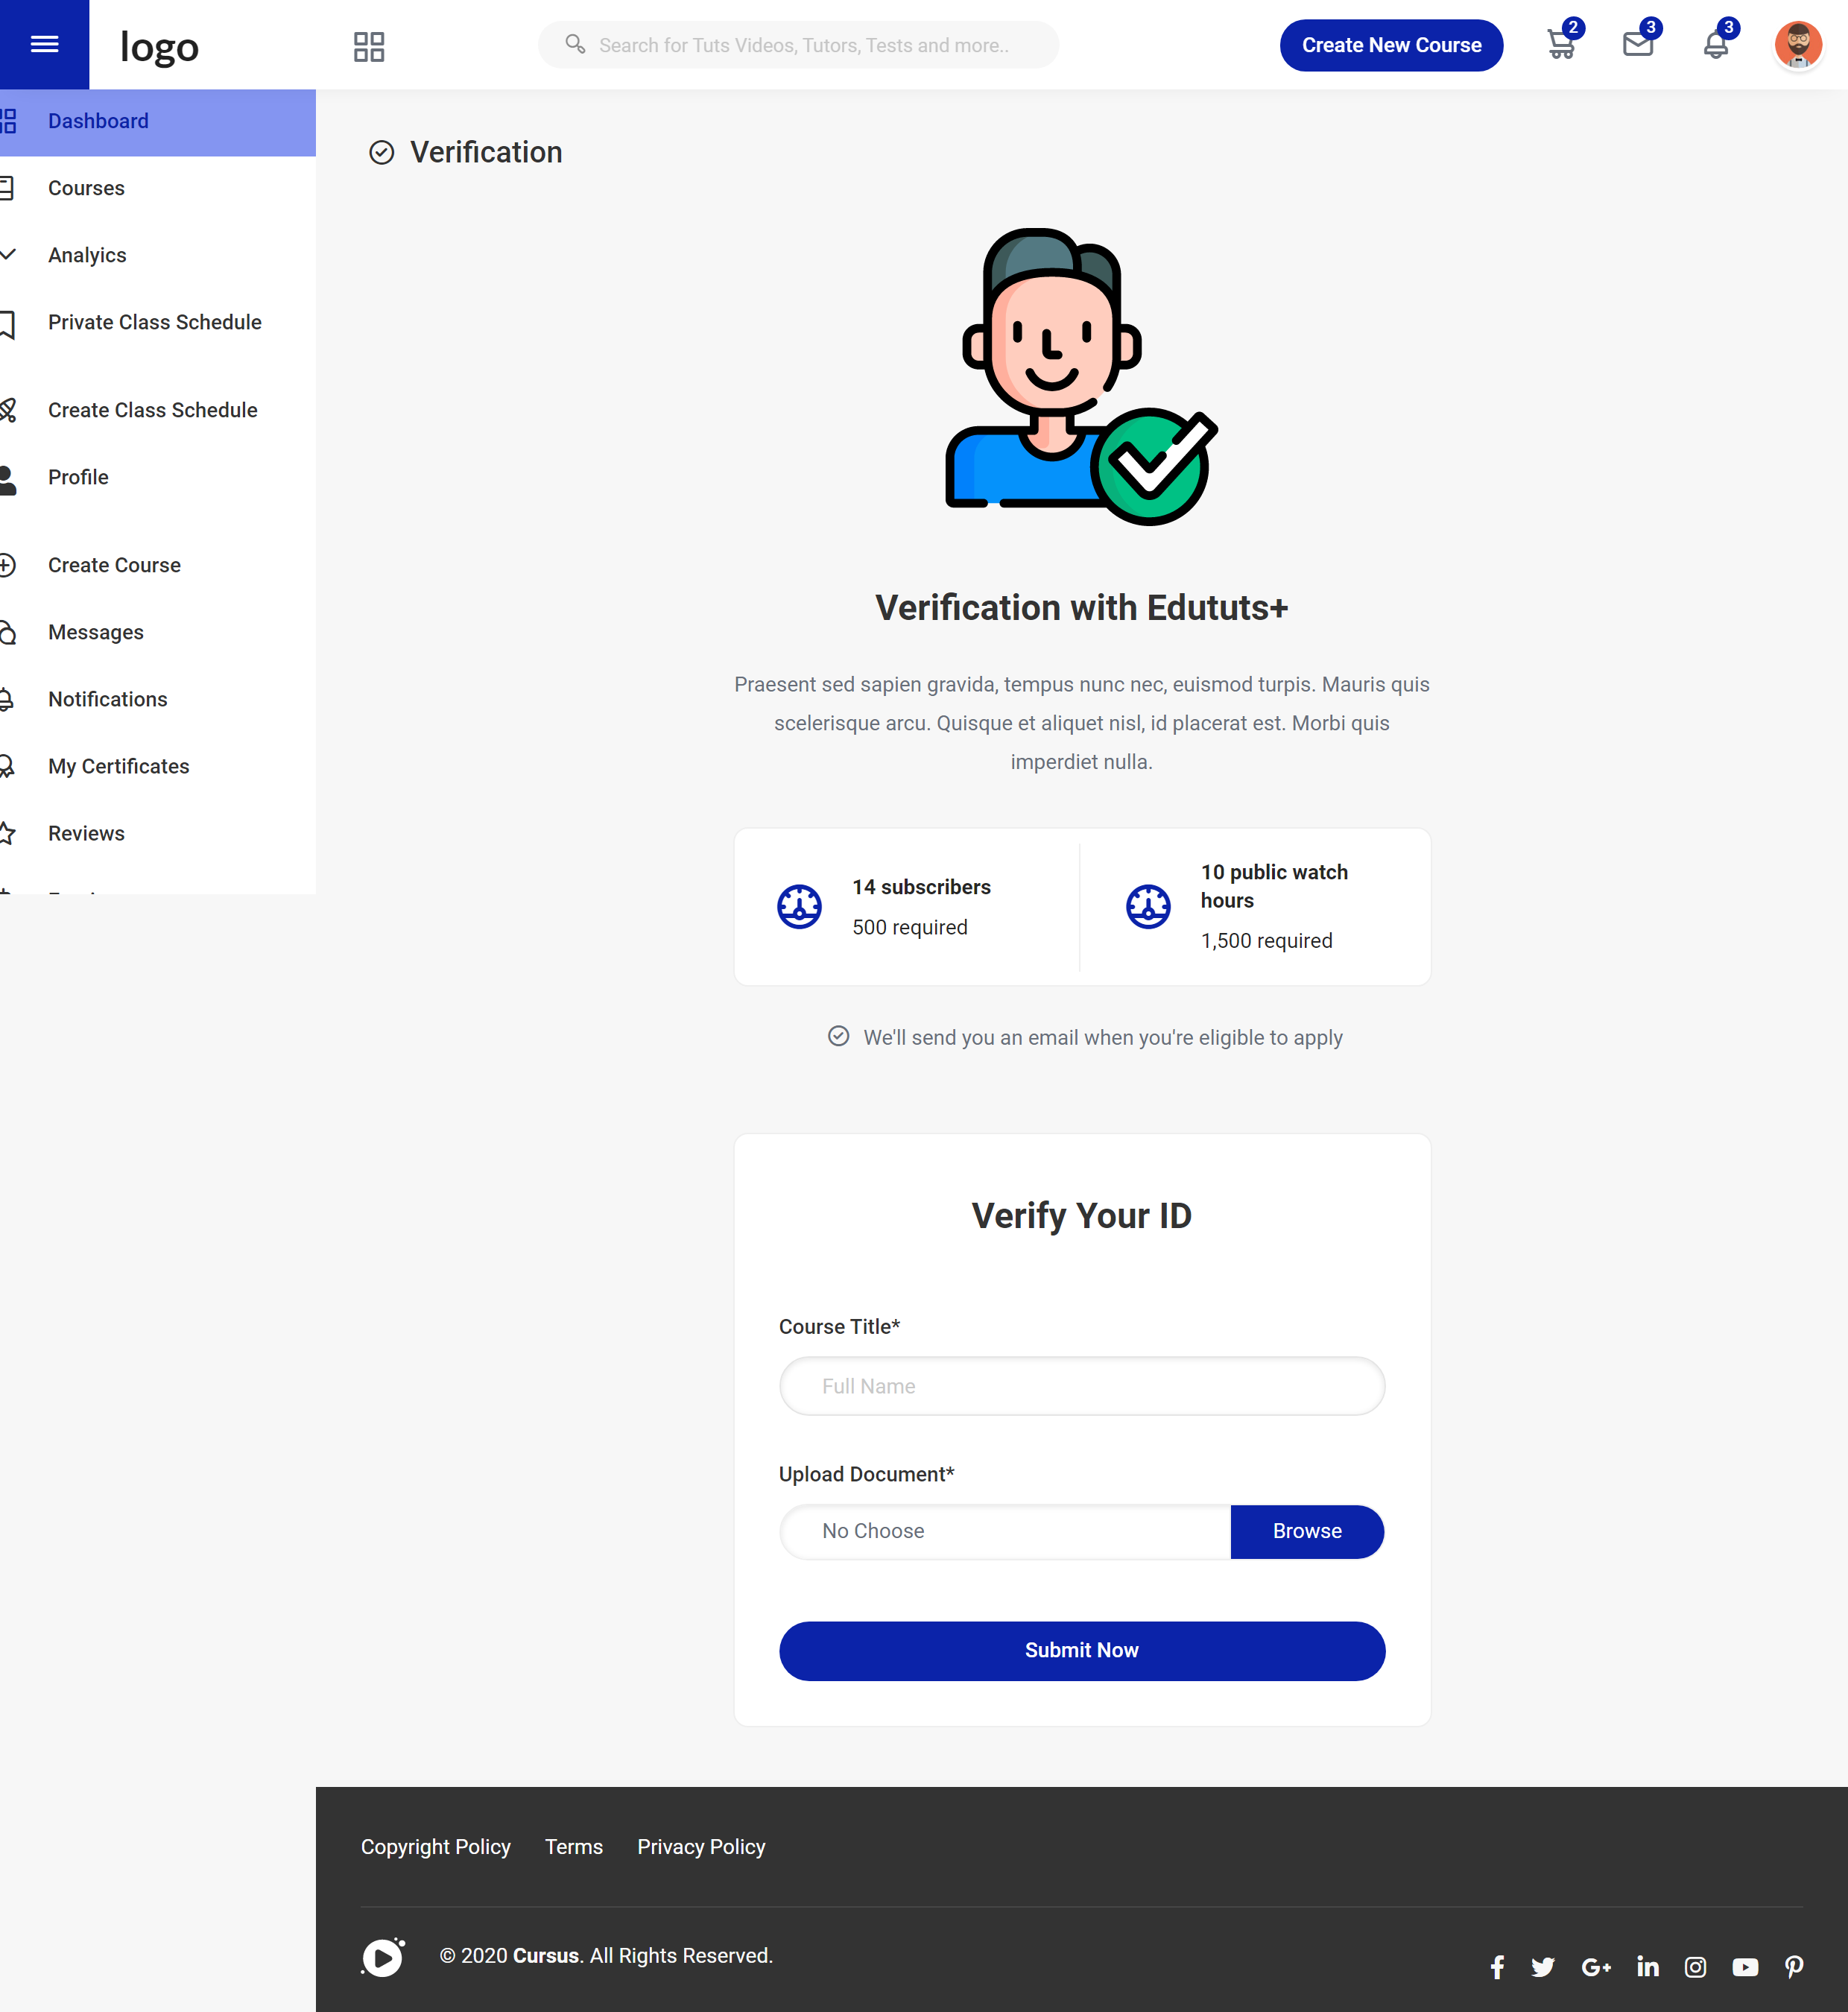 logo
Search for Tuts Videos, Tutors, Tests and more..
Create New Course
2
3
3
Dashboard
Courses
Analyics
Private Class Schedule
Create Class Schedule
Profile
Create Course
Messages
Notifications
My Certificates
Reviews
Verification
Verification with Edututs+
Praesent sed sapien gravida, tempus nunc nec, euismod turpis. Mauris quis
scelerisque arcu. Quisque et aliquet nisl, id placerat est. Morbi quis
imperdiet nulla.
14 subscribers
500 required
10 public watch
hours
1,500 required
We'll send you an email when you're eligible to apply
Verify Your ID
Course Title*
Full Name
Upload Document*
No Choose
Browse
Submit Now
Copyright Policy
Terms
Privacy Policy
© 2020 Cursus. All Rights Reserved.